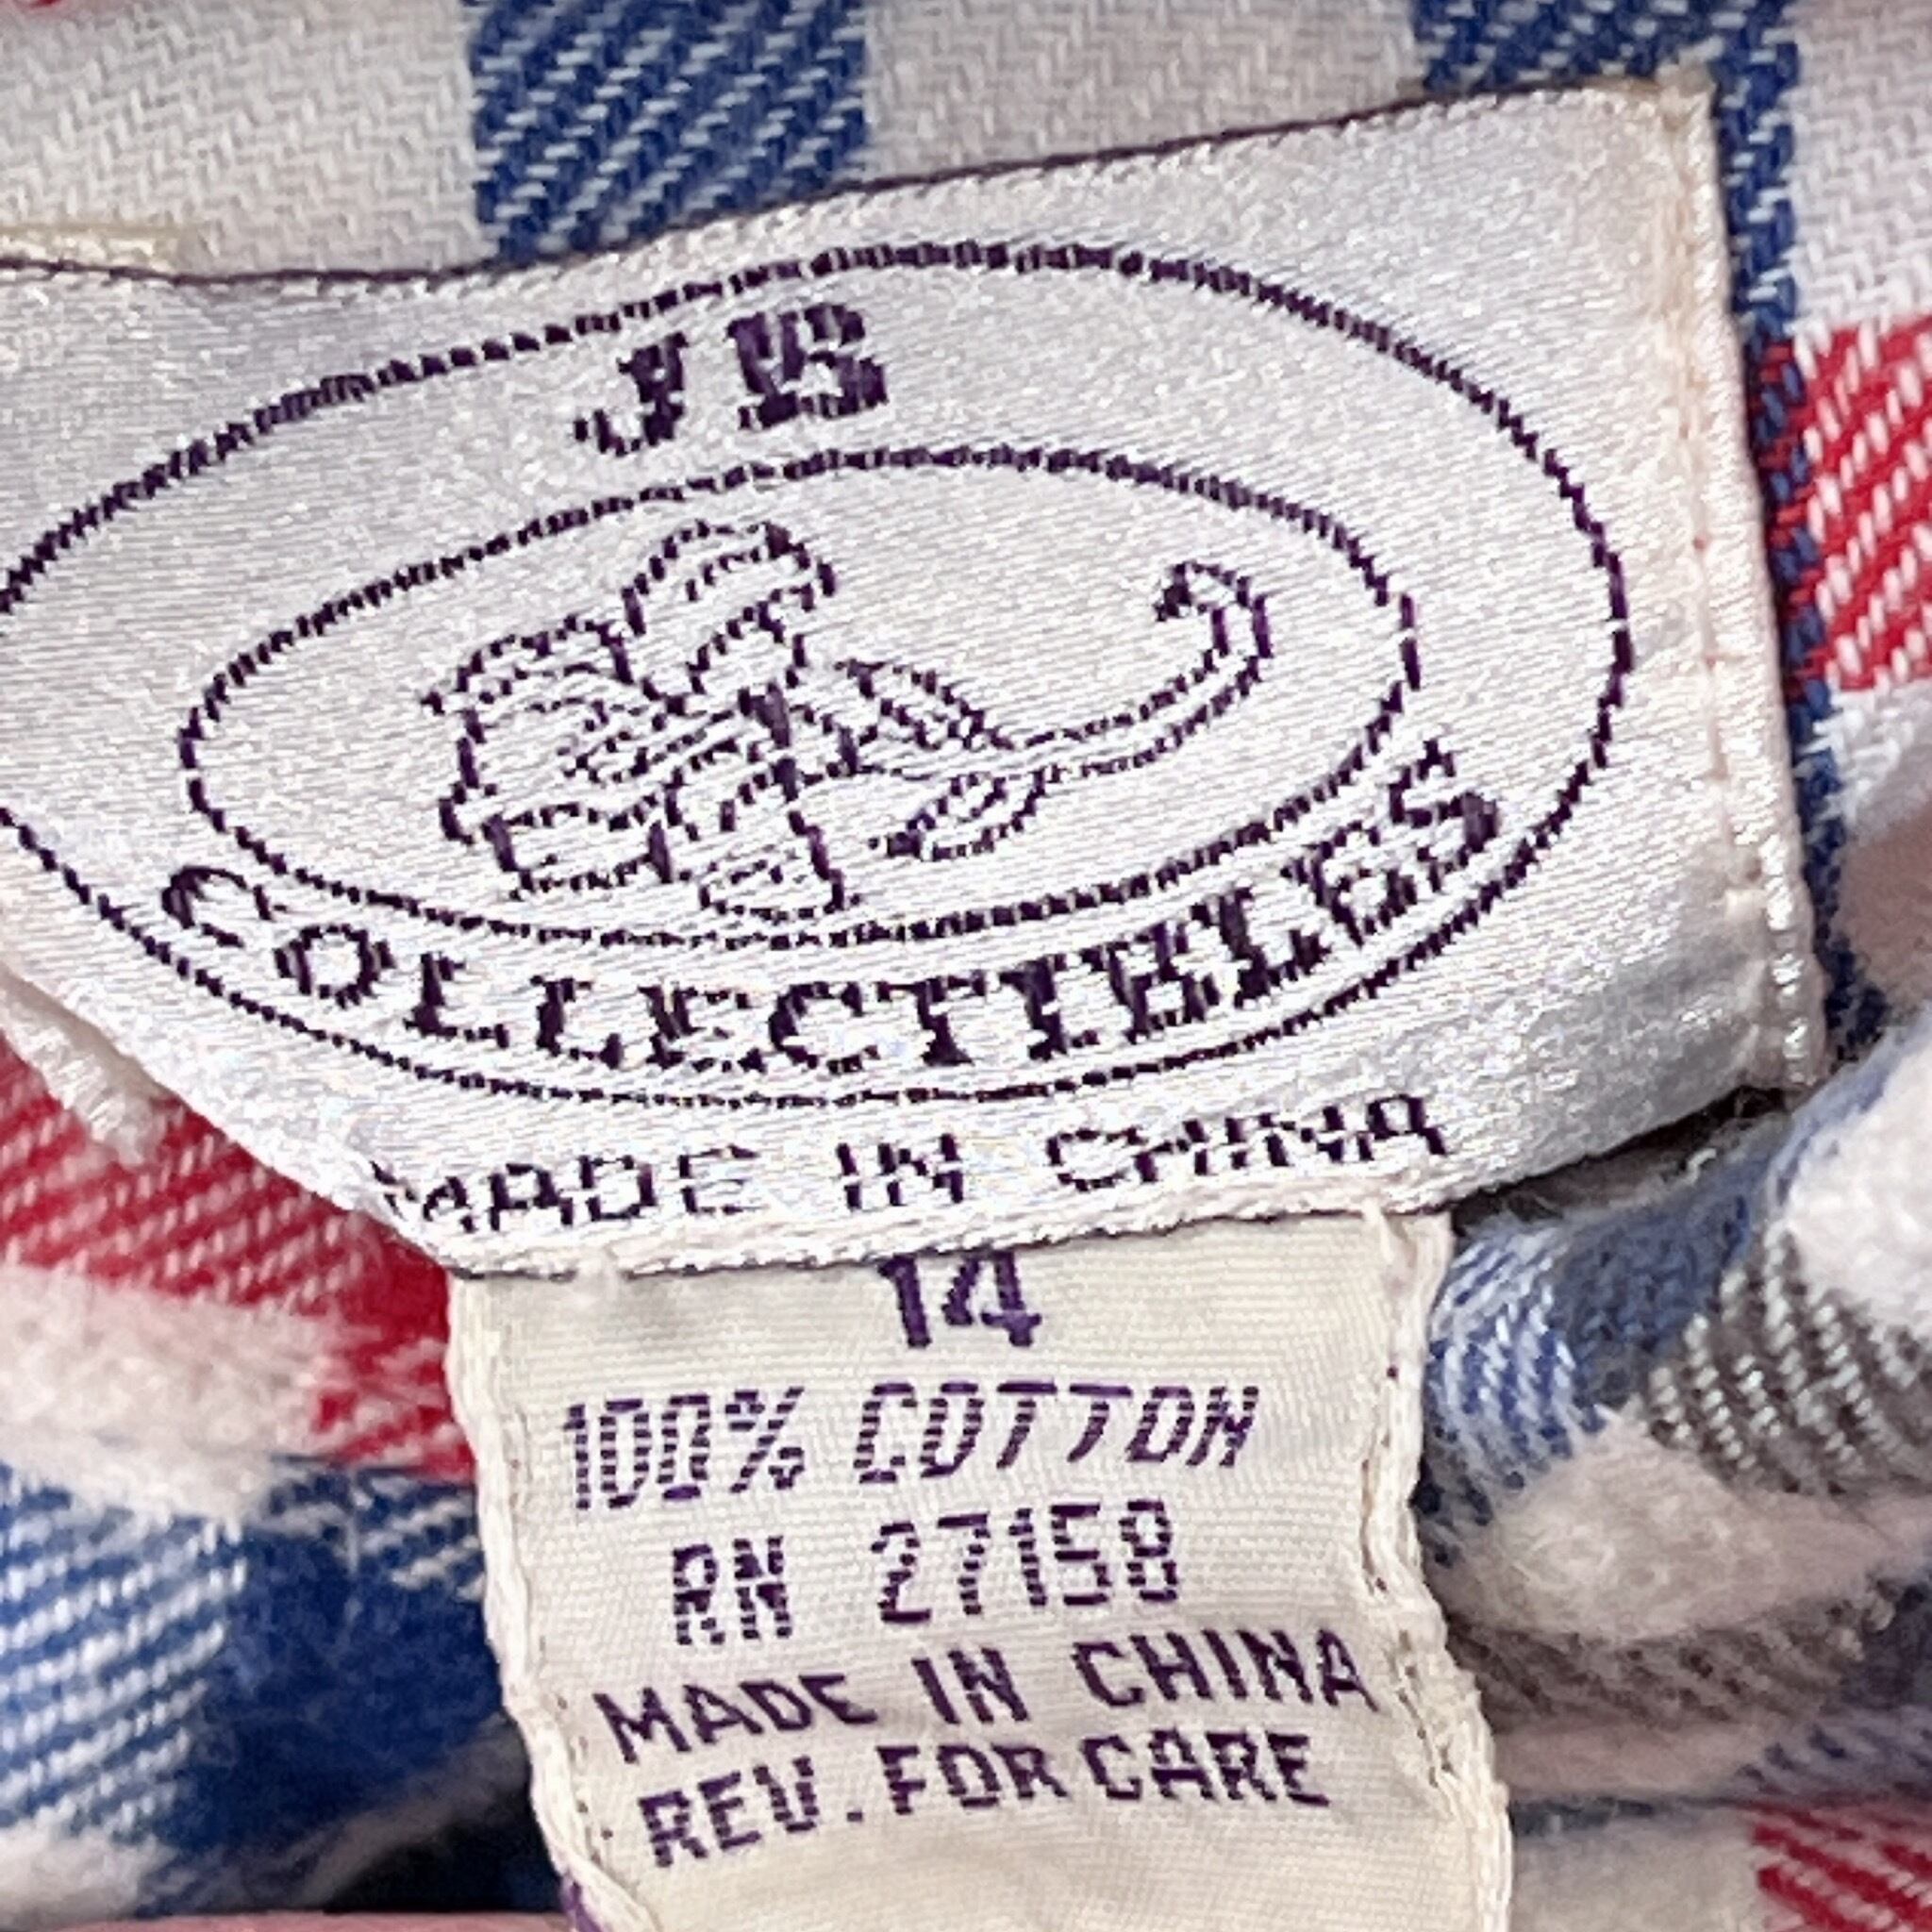 JB
COLLECTIBLES
MADE IN CHINA
14
100% COTTON
RN 27158
MADE IN CHINA
REV. FOR CARE